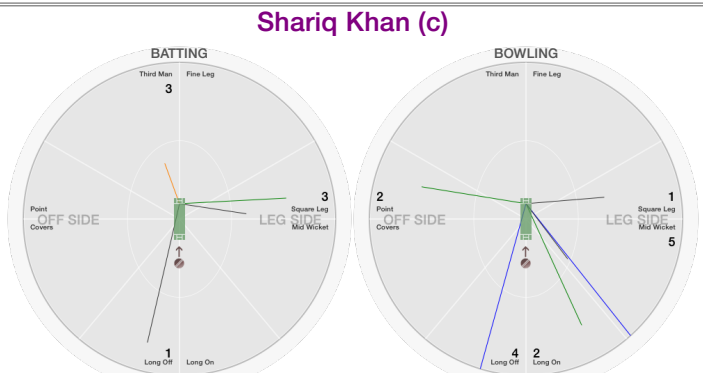 Shariq Khan (c)
BATTING
Third Man Fine Leg
3
3
Point Square Leg
OFF SIDE LEG SIDE
Covers Mid Wicket
1
Long Off Long On
BOWLING
Third Man Fine Leg
2 1
Point Square Leg
OFF SIDE LEG SIDE
Covers Mid Wicket
5
4 2
Long Off Long On